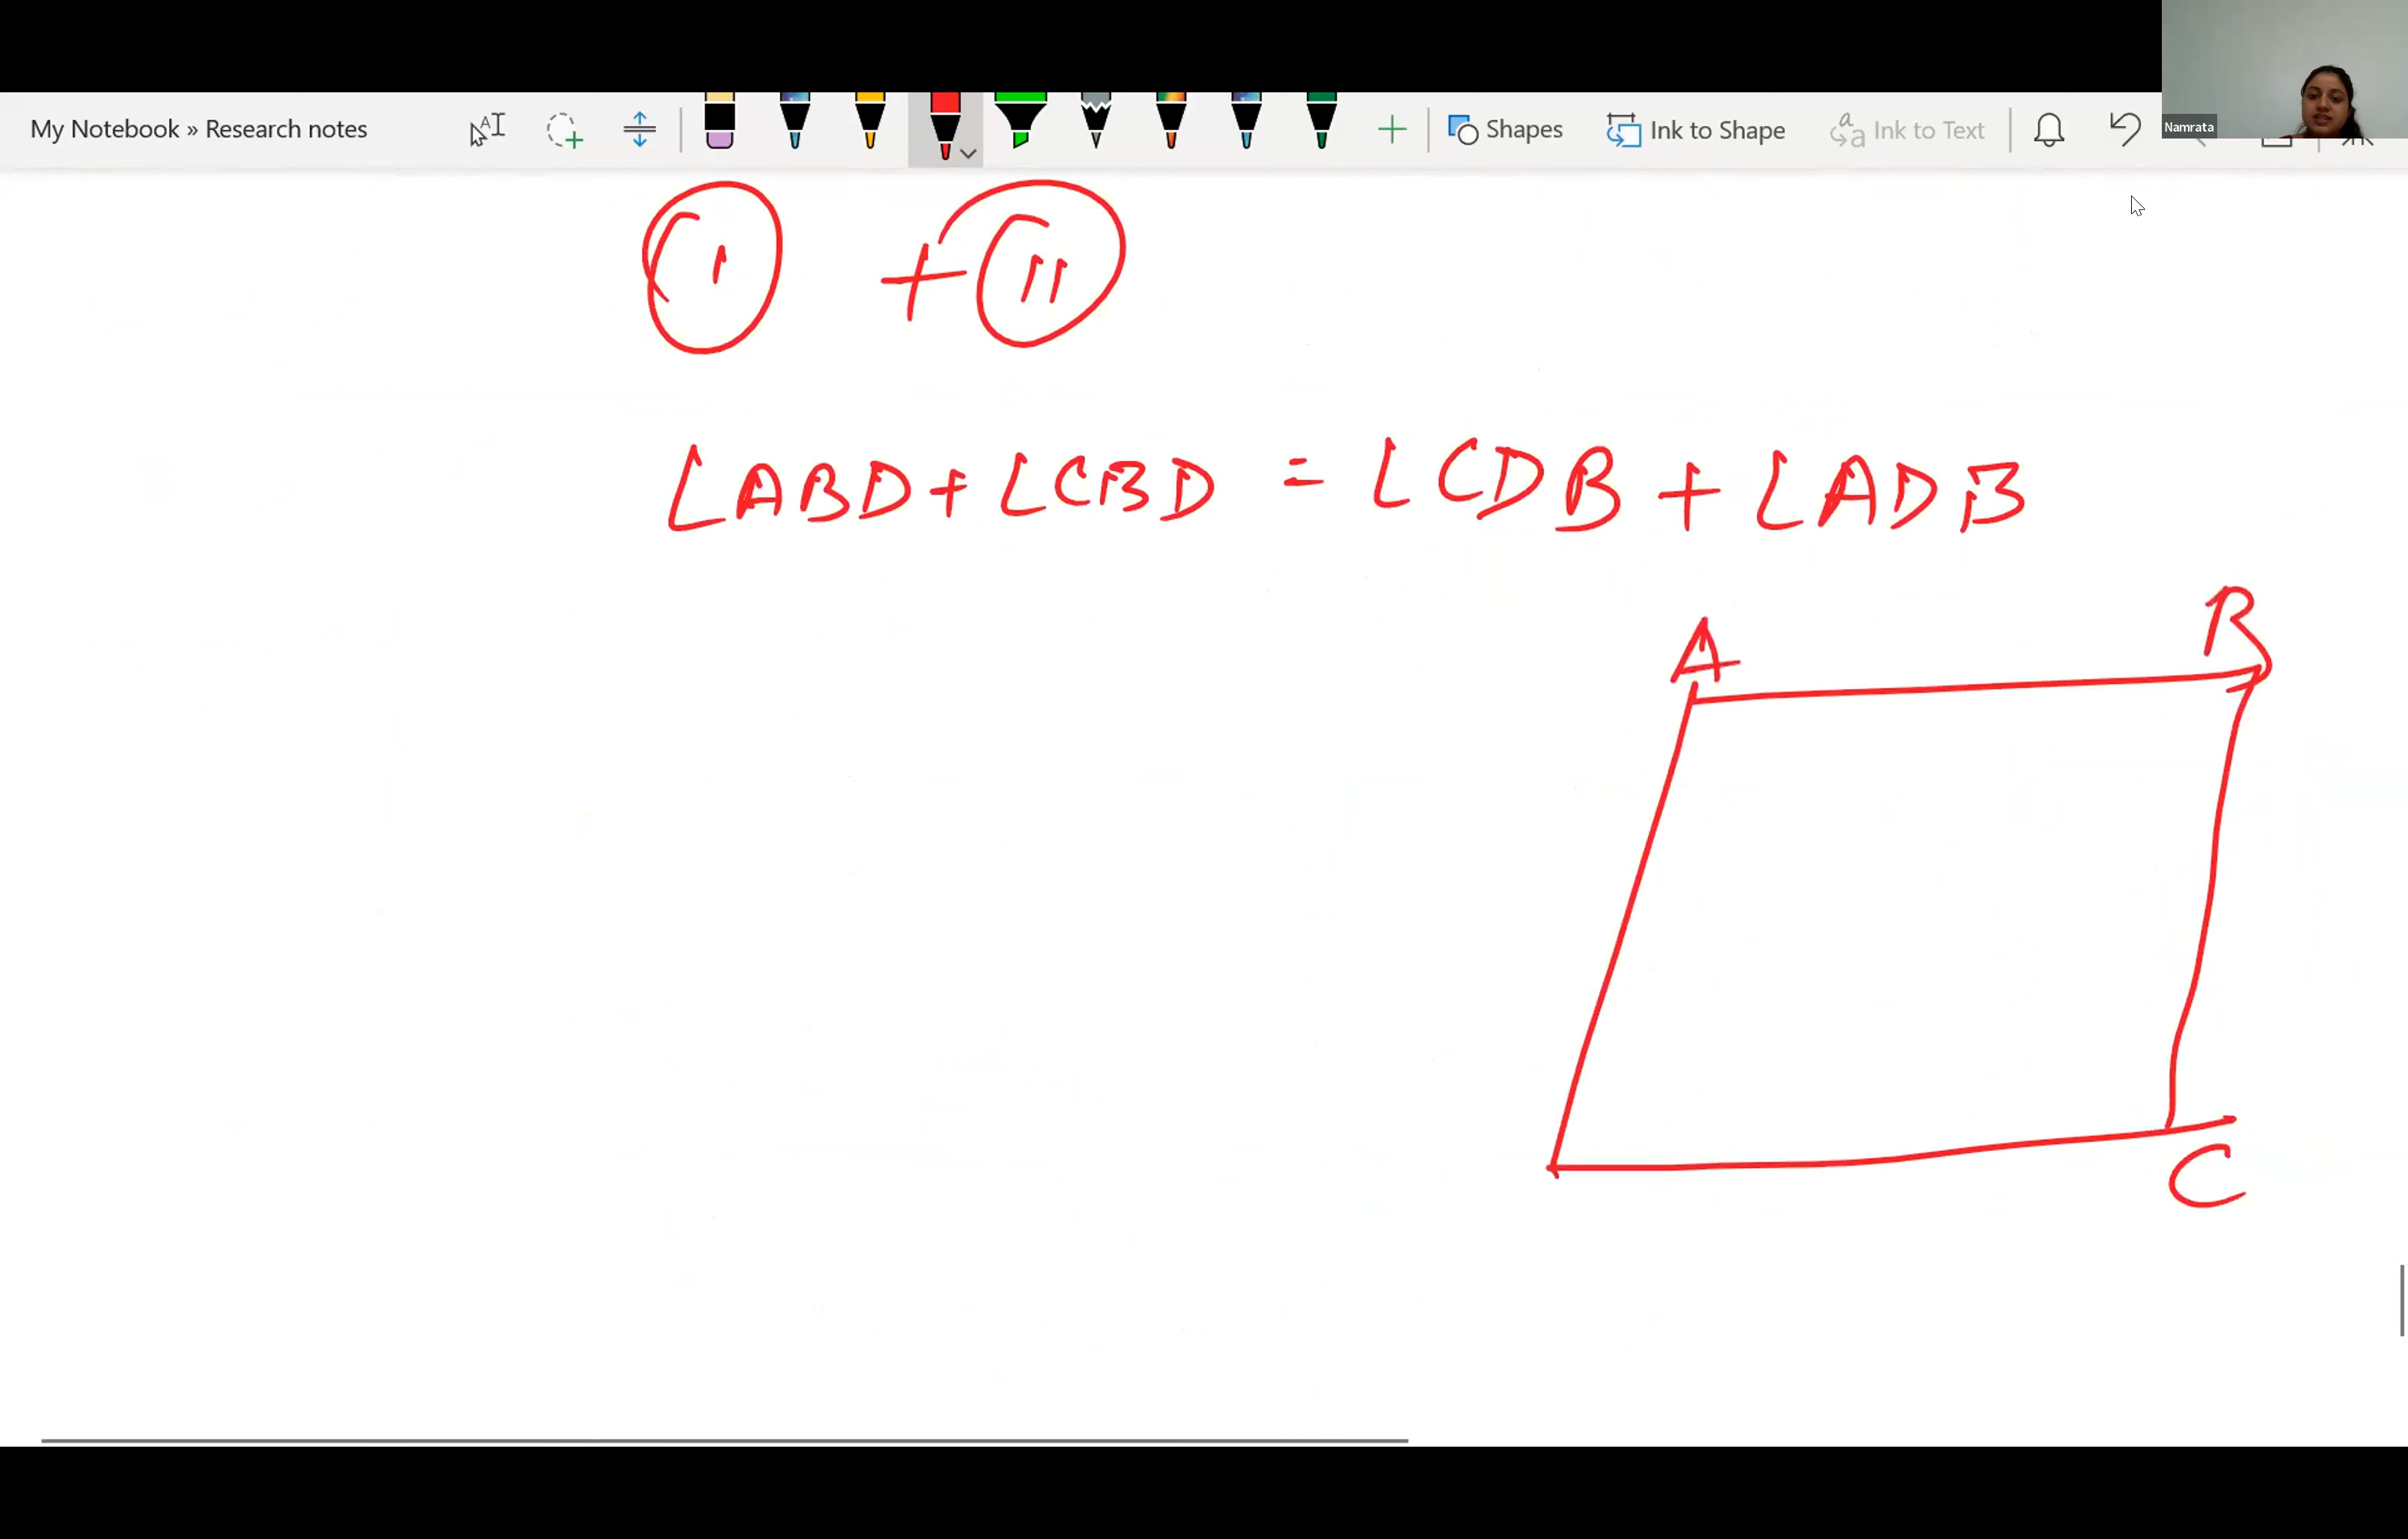 Namrata
My Notebook » Research notes
Shapes
Ink to Shape
Ink to Text
I + II
∠ABD + ∠CBD = ∠CDB + ∠ADB
A
B
C